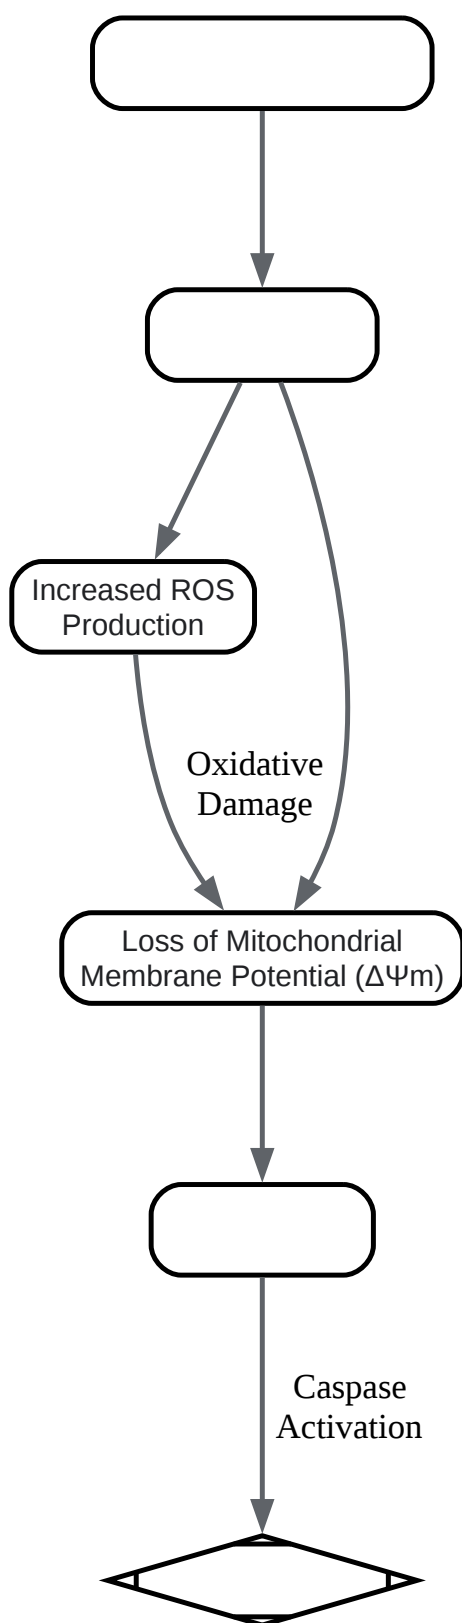 Increased ROS
Production
Oxidative
Damage
Loss of Mitochondrial
Membrane Potential (ΔΨm)
Caspase
Activation